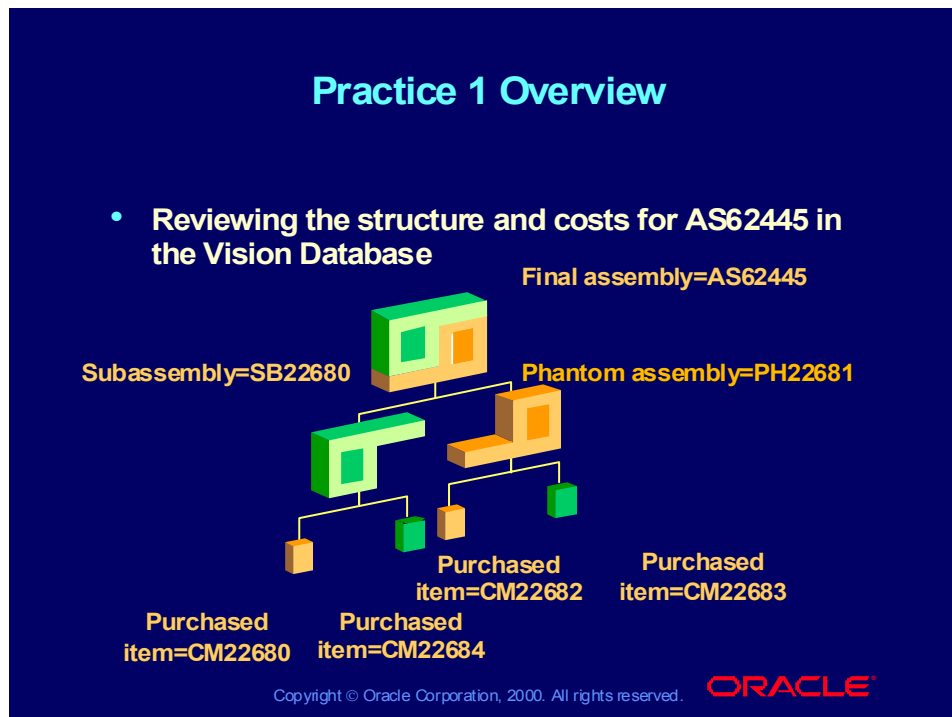 Practice 1 Overview
• Reviewing the structure and costs for AS62445 in
the Vision Database
Final assembly=AS62445
Subassembly=SB22680
Phantom assembly=PH22681
Purchased
item=CM22682
Purchased
item=CM22683
Purchased
item=CM22680
Purchased
item=CM22684
Copyright © Oracle Corporation, 2000. All rights reserved.
ORACLE®